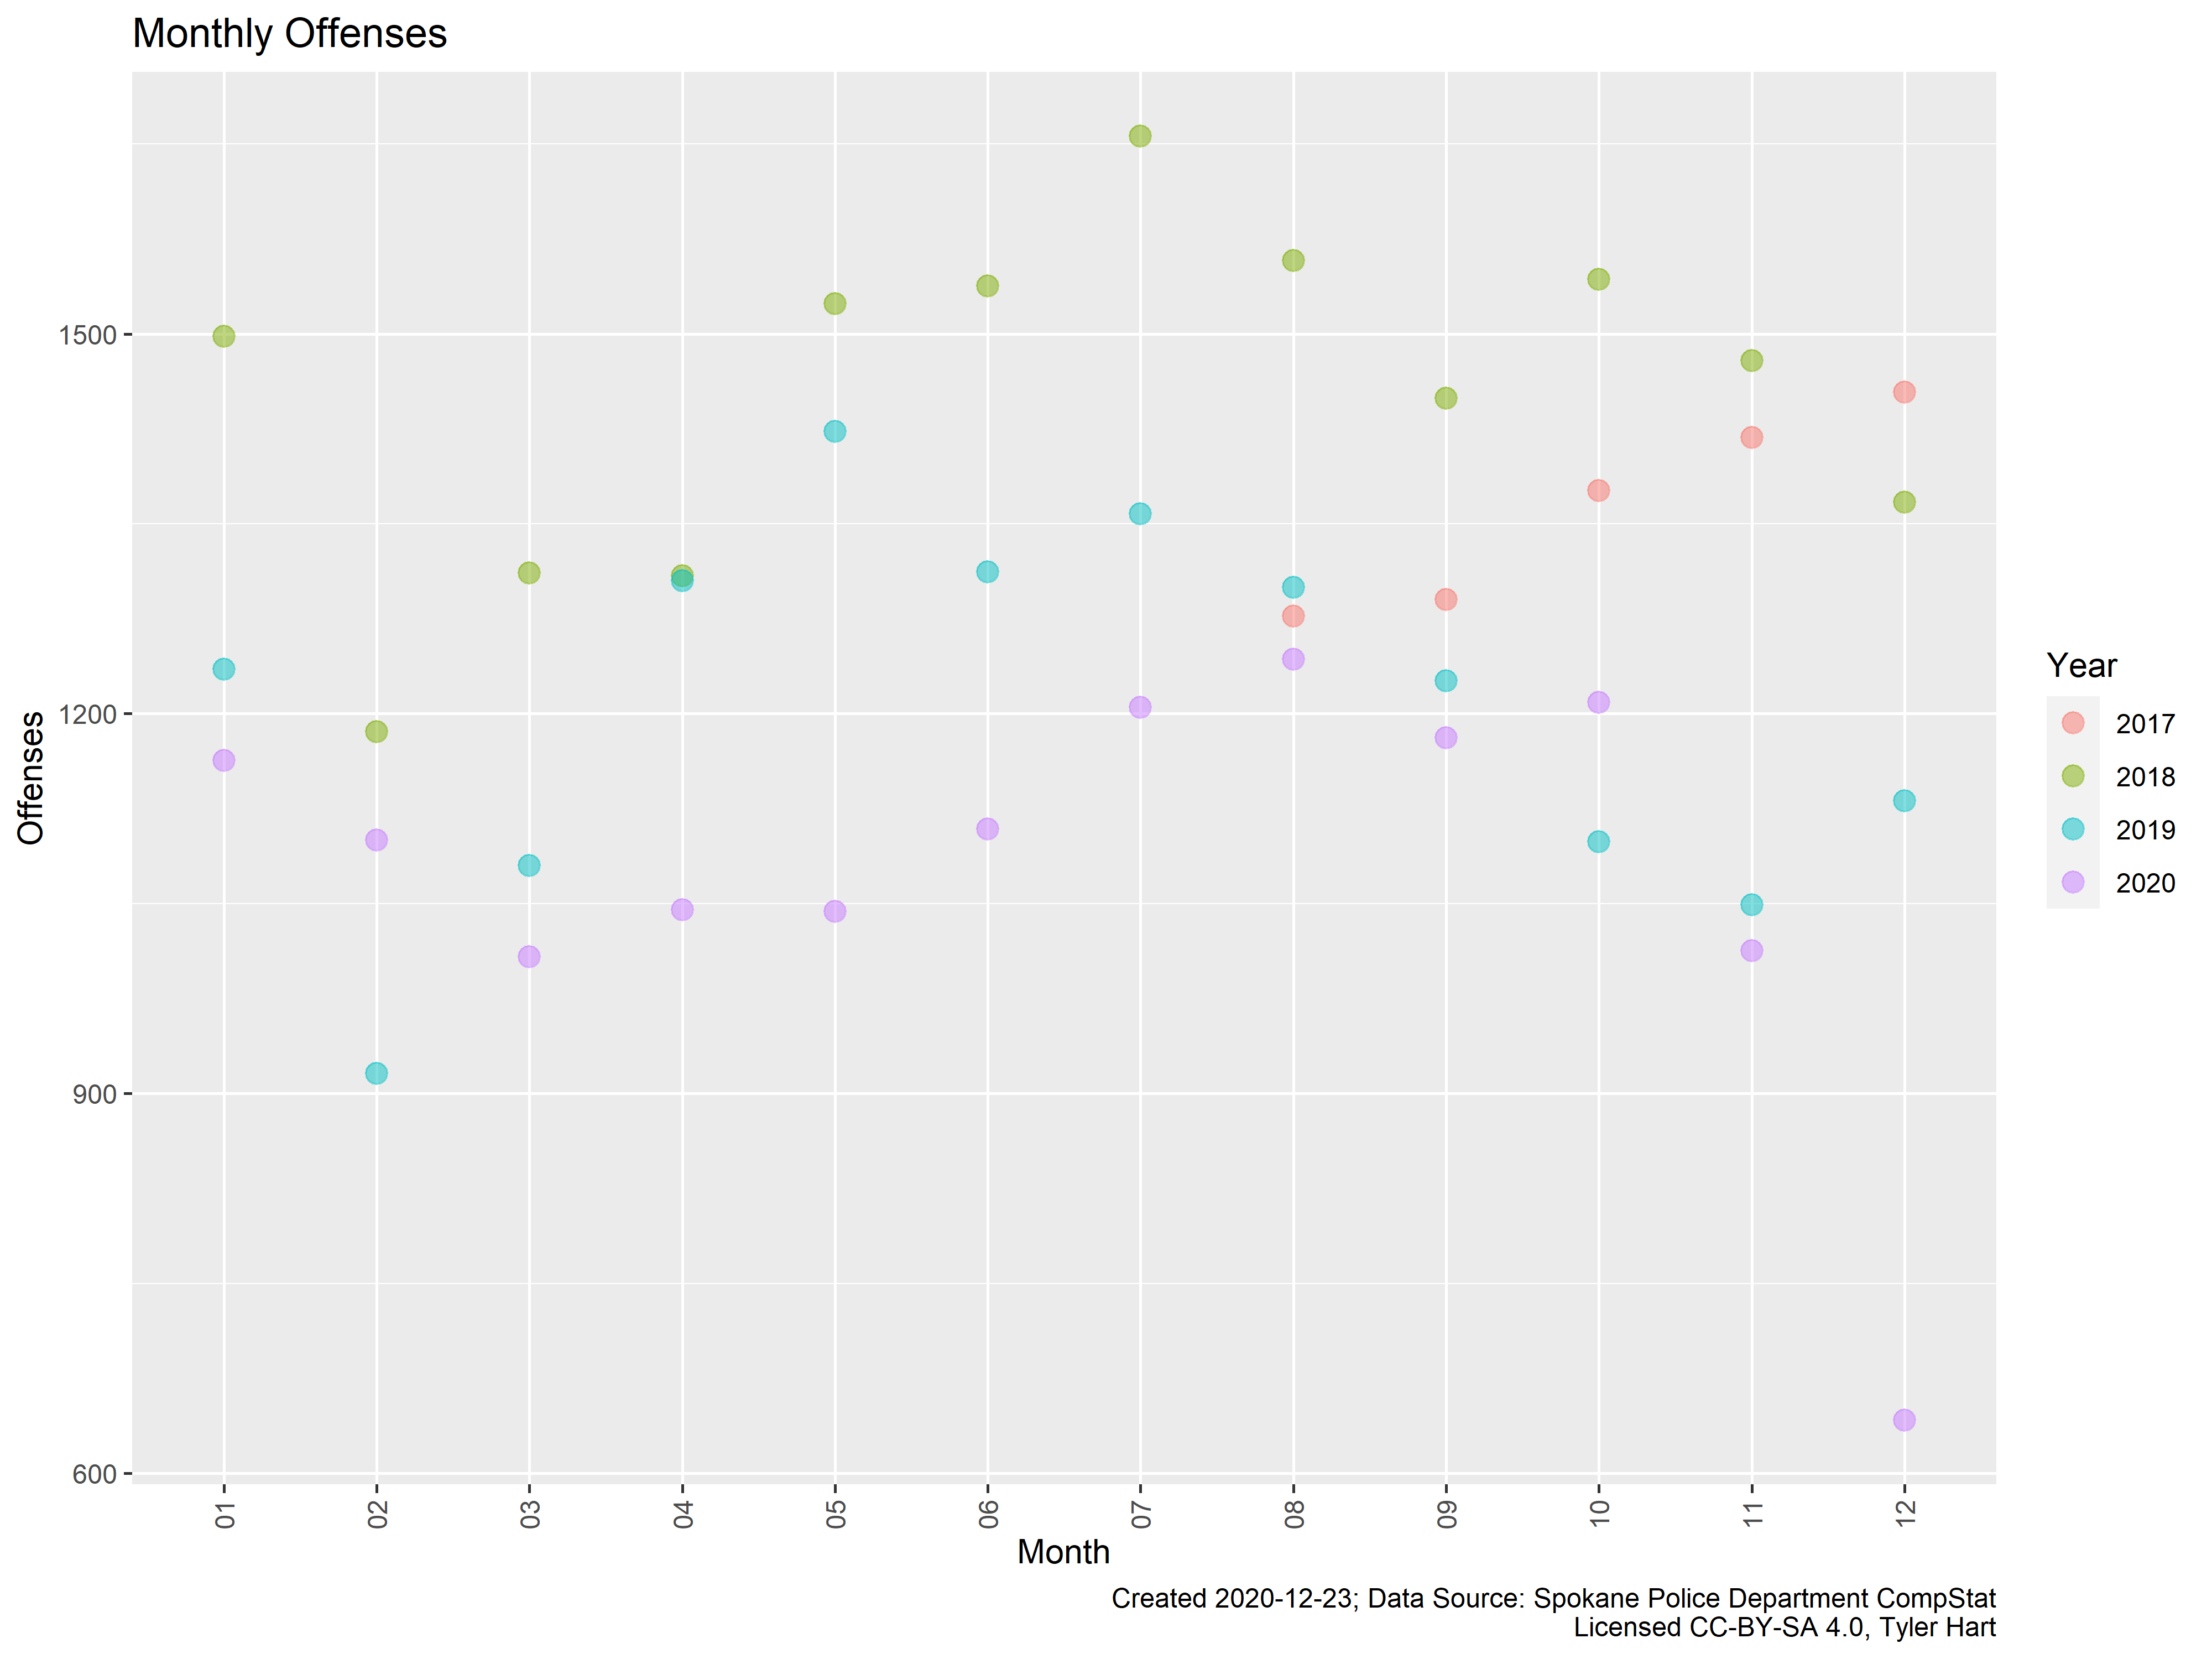 Monthly Offenses
1500
1200
900
600
Offenses
01 02 03 04 05 06 07 08 09 10 11 12
Month
Year
2017
2018
2019
2020
Created 2020-12-23; Data Source: Spokane Police Department CompStat
Licensed CC-BY-SA 4.0, Tyler Hart